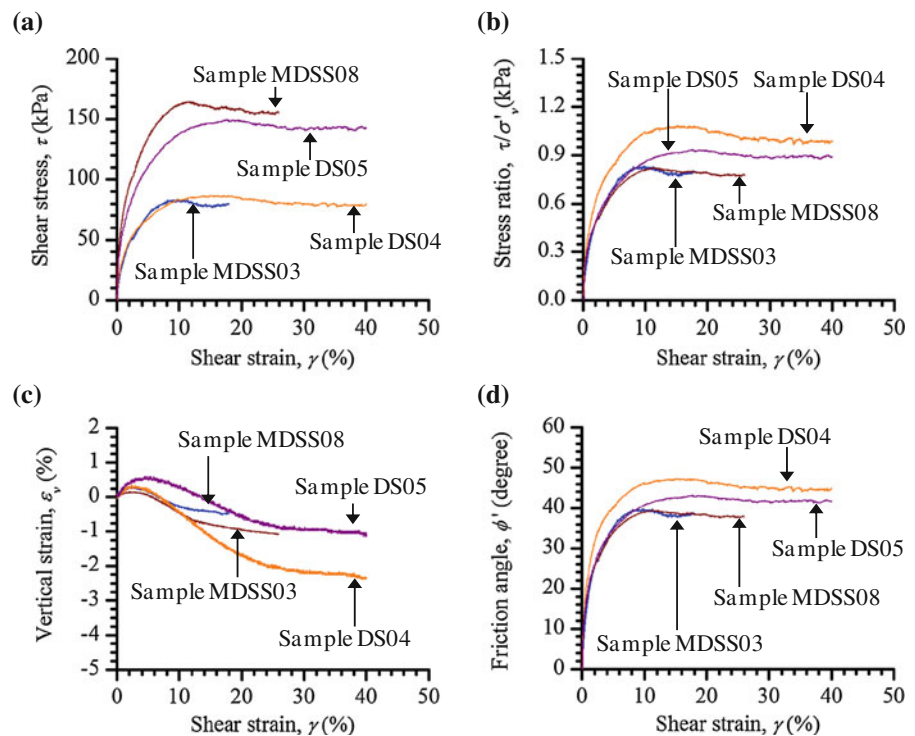 (a)
200
150
100
50
0
Shear stress, τ (kPa)
Sample MDSS08
Sample DS05
Sample DS04
Sample MDSS03
0 10 20 30 40 50
Shear strain, γ (%)
(b)
1.2
0.9
0.6
0.3
0.0
Stress ratio, τ/σ'ᵥ (kPa)
Sample DS05
Sample DS04
Sample MDSS08
Sample MDSS03
0 10 20 30 40 50
Shear strain, γ (%)
(c)
2
1
0
-1
-2
-3
-4
-5
Vertical strain, εᵥ (%)
Sample MDSS08
Sample DS05
Sample MDSS03
Sample DS04
0 10 20 30 40 50
Shear strain, γ (%)
(d)
60
50
40
30
20
10
0
Friction angle, ϕ' (degree)
Sample DS04
Sample DS05
Sample MDSS08
Sample MDSS03
0 10 20 30 40 50
Shear strain, γ (%)